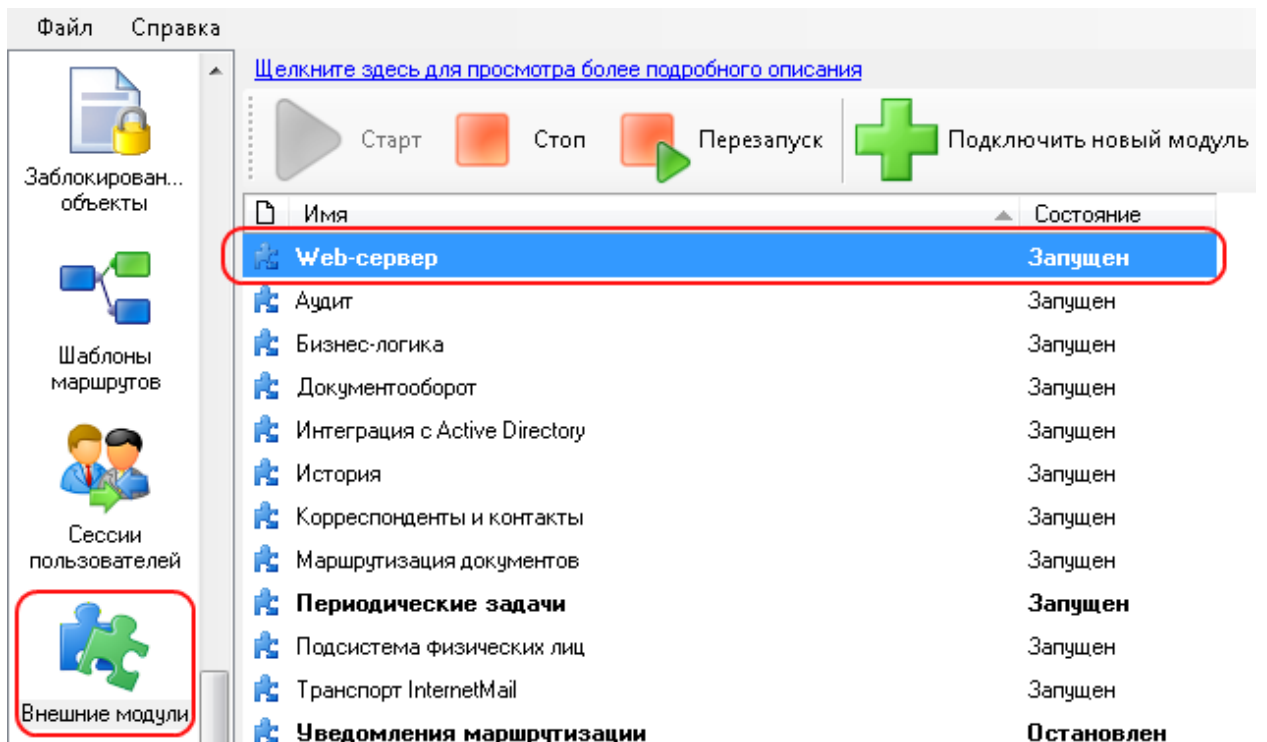 Файл Справка
Щелкните здесь для просмотра более подробного описания
Старт Стоп Перезапуск Подключить новый модуль
Заблокирован...
объекты
Шаблоны
маршрутов
Сессии
пользователей
Внешние модули
Имя Состояние
Web-сервер Запущен
Аудит Запущен
Бизнес-логика Запущен
Документооборот Запущен
Интеграция с Active Directory Запущен
История Запущен
Корреспонденты и контакты Запущен
Маршрутизация документов Запущен
Периодические задачи Запущен
Подсистема физических лиц Запущен
Транспорт InternetMail Запущен
Уведомления маршрутизации Остановлен